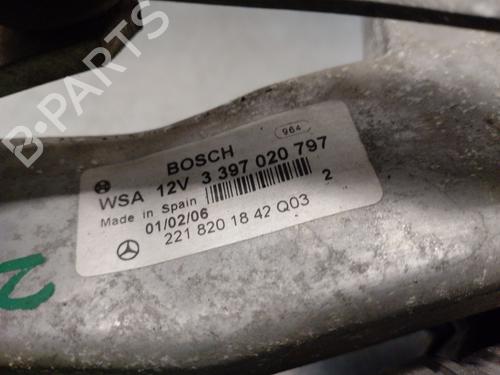 B-PARTS
964
BOSCH
WSA 12V 3 397 020 797
Made in Spain
2
01/02/06
221 820 18 42 Q03
2